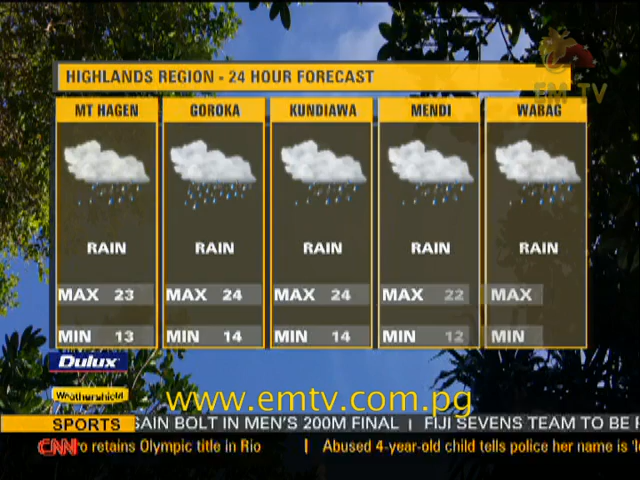 HIGHLANDS REGION - 24 HOUR FORECAST
EM TV
MT HAGEN GOROKA KUNDIAWA MENDI WABAG
RAIN RAIN RAIN RAIN RAIN
MAX 23 MAX 24 MAX 24 MAX 22 MAX
MIN 13 MIN 14 MIN 14 MIN 12 MIN
Dulux
Weathershield
www.emtv.com.pg
SPORTS SAIN BOLT IN MEN'S 200M FINAL | FIJI SEVENS TEAM TO BE
CNN ro retains Olympic title in Rio | Abused 4-year-old child tells police her name is